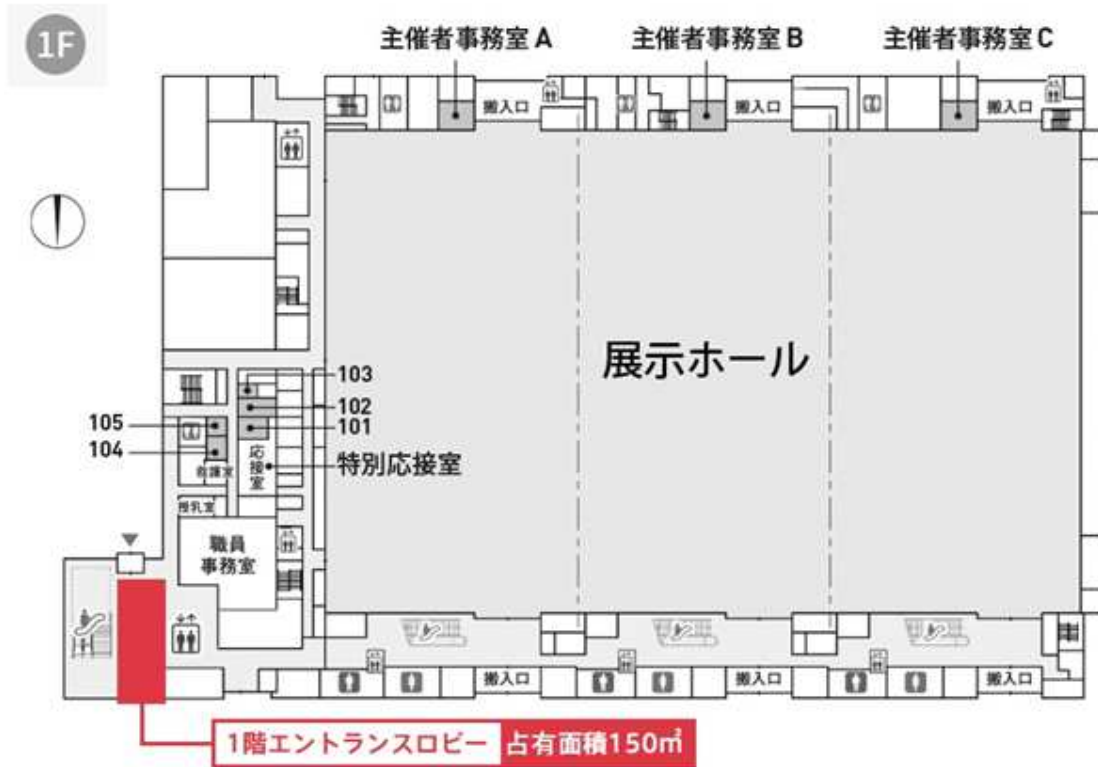 1F
主催者事務室 A
主催者事務室 B
主催者事務室 C
搬入口
搬入口
搬入口
展示ホール
103
102
101
105
104
応接室
特別応接室
救護室
授乳室
職員
事務室
搬入口
搬入口
搬入口
1階エントランスロビー 占有面積150㎡